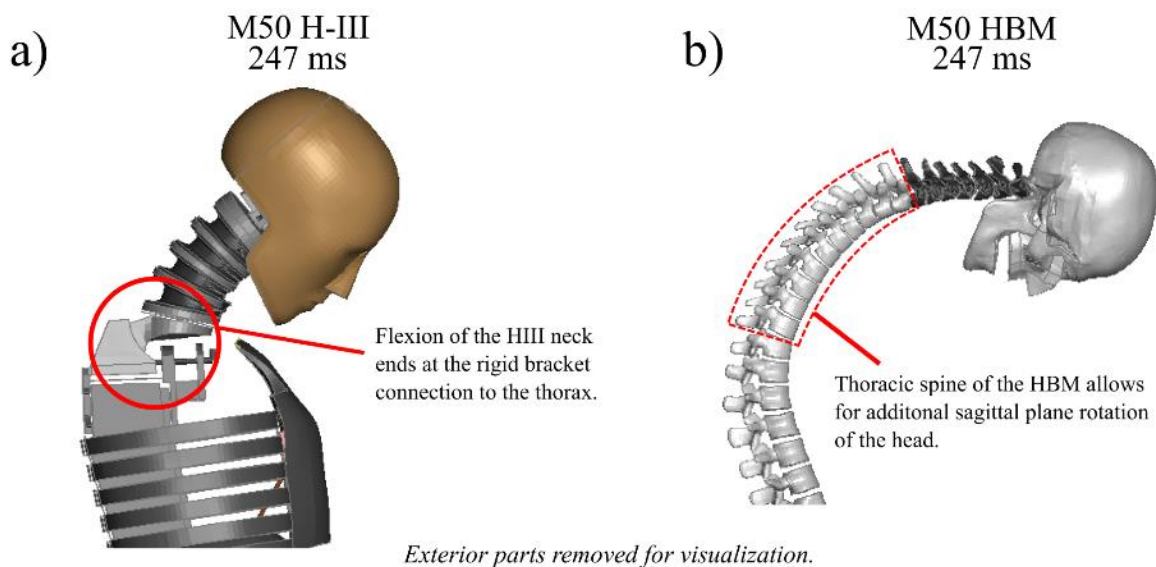 a)
M50 H-III
247 ms
b)
M50 HBM
247 ms
Flexion of the HIII neck
ends at the rigid bracket
connection to the thorax.
Thoracic spine of the HBM allows
for additonal sagittal plane rotation
of the head.
Exterior parts removed for visualization.